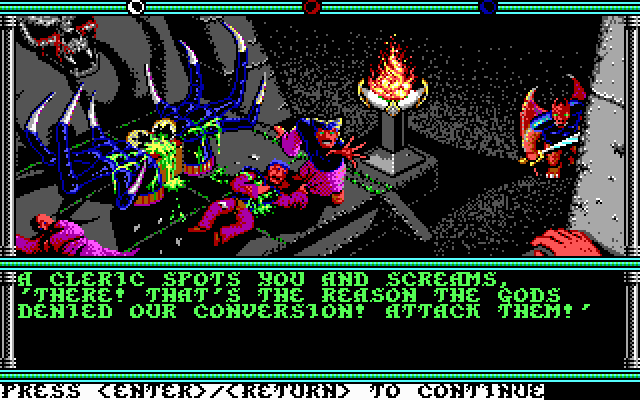 A CLERIC SPOTS YOU AND SCREAMS,
'THERE! THAT'S THE REASON THE GODS
DENIED OUR CONVERSION! ATTACK THEM!'
PRESS <ENTER>/<RETURN> TO CONTINUE